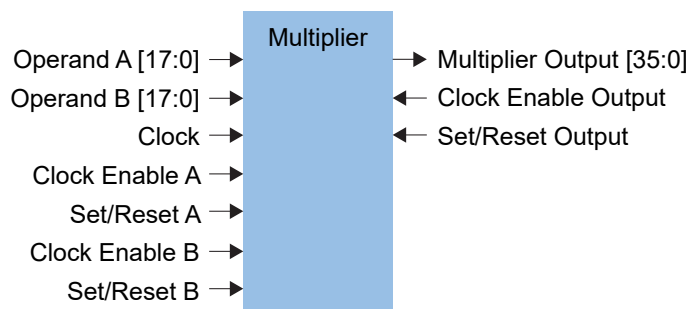 Multiplier
Operand A [17:0]
Operand B [17:0]
Clock
Clock Enable A
Set/Reset A
Clock Enable B
Set/Reset B
Multiplier Output [35:0]
Clock Enable Output
Set/Reset Output